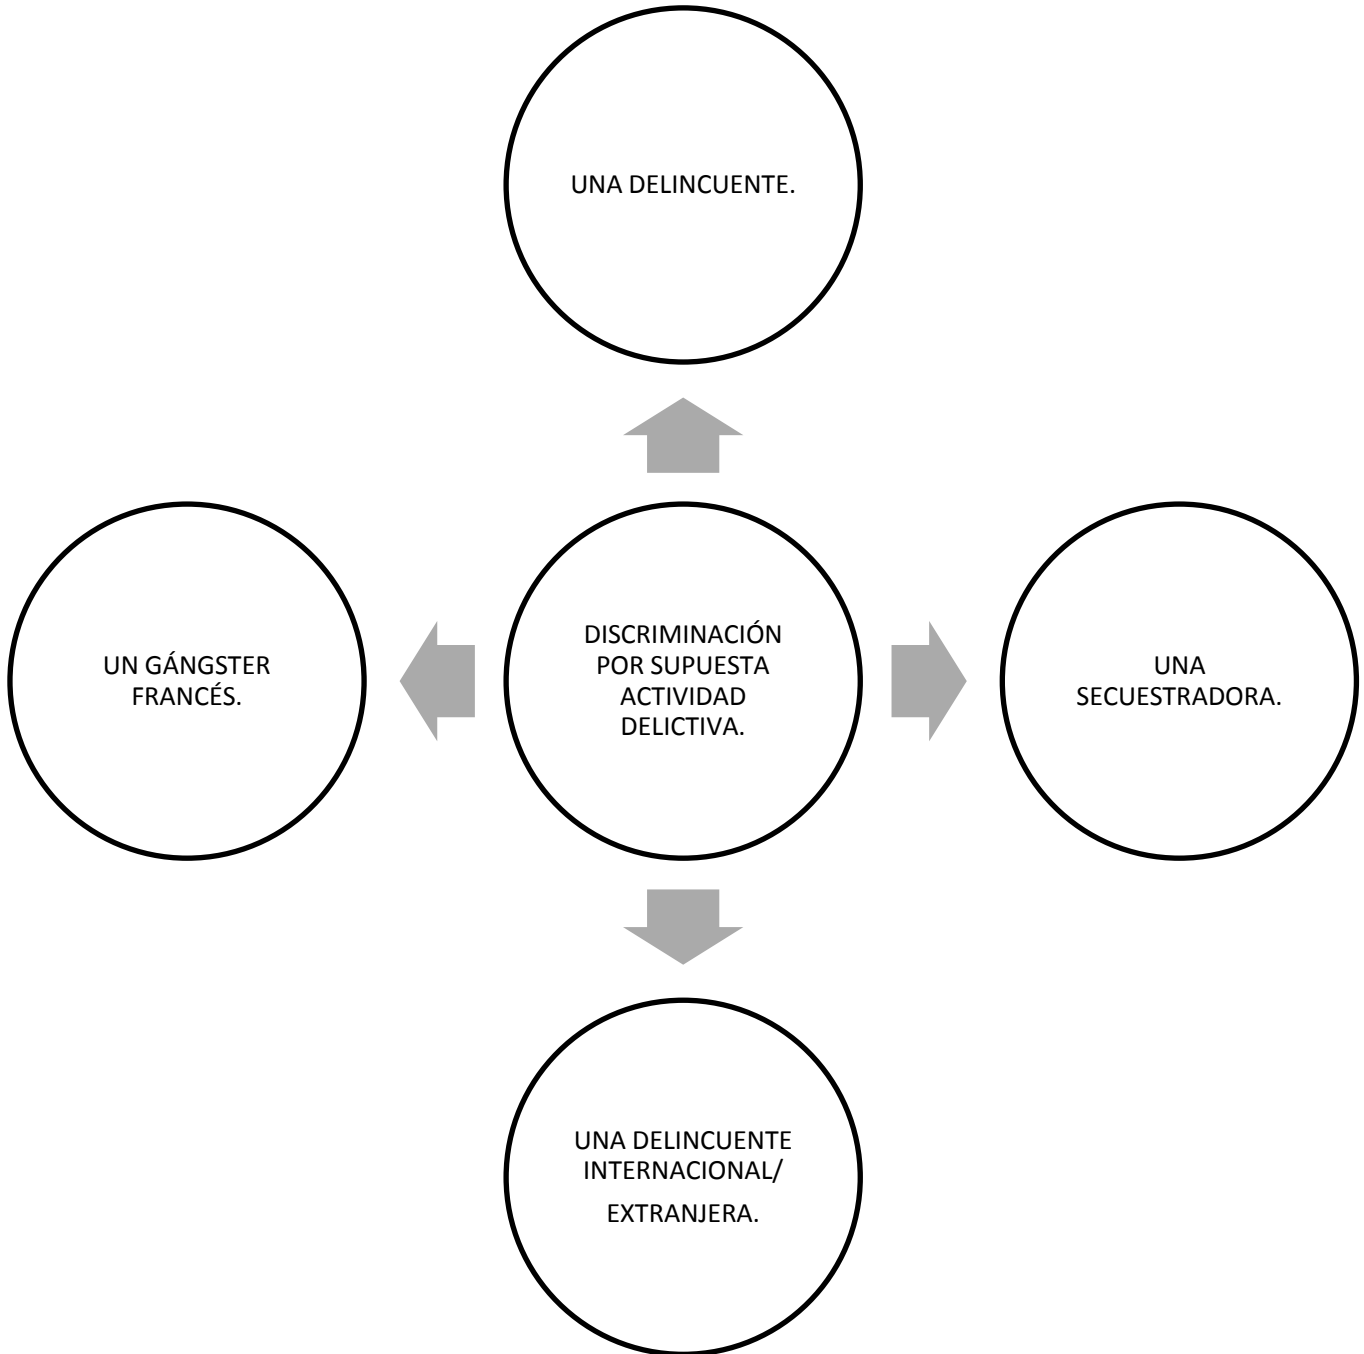 UNA DELINCUENTE.
UN GÁNGSTER
FRANCÉS.
DISCRIMINACIÓN
POR SUPUESTA
ACTIVIDAD
DELICTIVA.
UNA
SECUESTRADORA.
UNA DELINCUENTE
INTERNACIONAL/
EXTRANJERA.